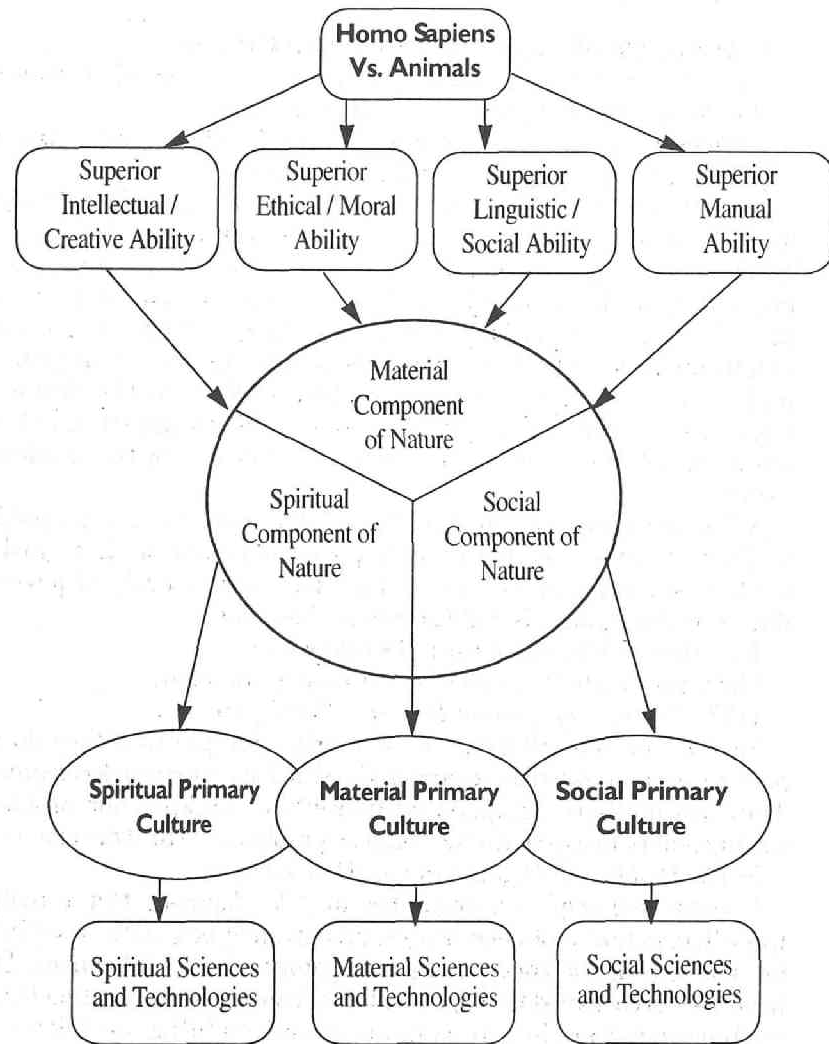 Homo Sapiens
Vs. Animals
Superior
Intellectual /
Creative Ability
Superior
Ethical / Moral
Ability
Superior
Linguistic /
Social Ability
Superior
Manual
Ability
Material
Component
of Nature
Spiritual
Component of
Nature
Social
Component of
Nature
Spiritual Primary
Culture
Material Primary
Culture
Social Primary
Culture
Spiritual Sciences
and Technologies
Material Sciences
and Technologies
Social Sciences
and Technologies